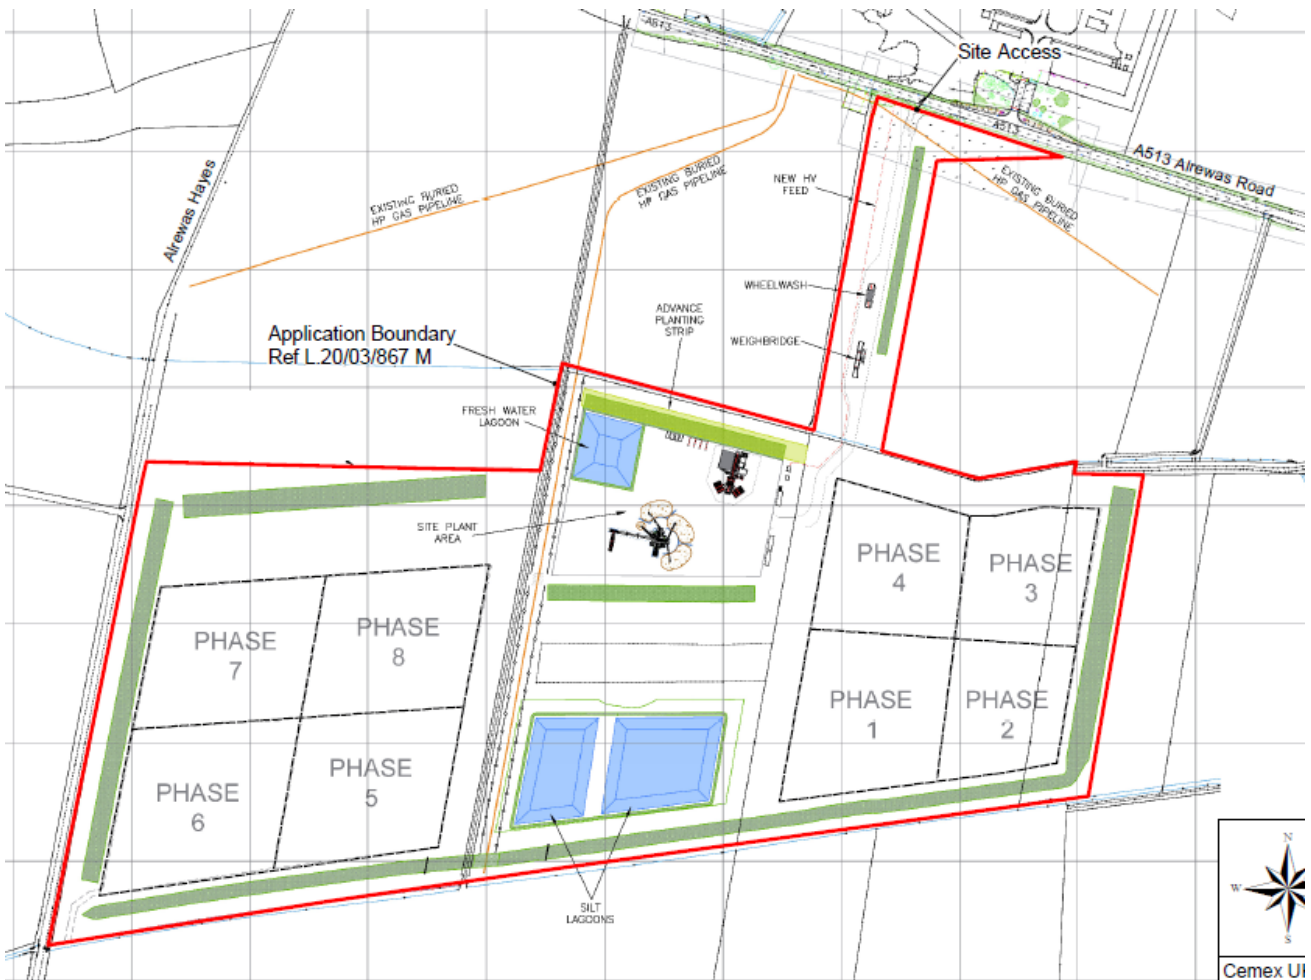 A513
Site Access
A513
A513 Alrewas Road
Alrewas Hayes
EXISTING BURIED
HP GAS PIPELINE
EXISTING BURIED
HP GAS PIPELINE
NEW HV
FEED
EXISTING BURIED
HP GAS PIPELINE
WHEELWASH
ADVANCE
PLANTING
STRIP
WEIGHBRIDGE
Application Boundary
Ref L.20/03/867 M
FRESH WATER
LAGOON
SITE PLANT
AREA
PHASE
4
PHASE
3
PHASE
7
PHASE
8
PHASE
1
PHASE
2
PHASE
6
PHASE
5
SILT
LAGOONS
N
W
S
Cemex U